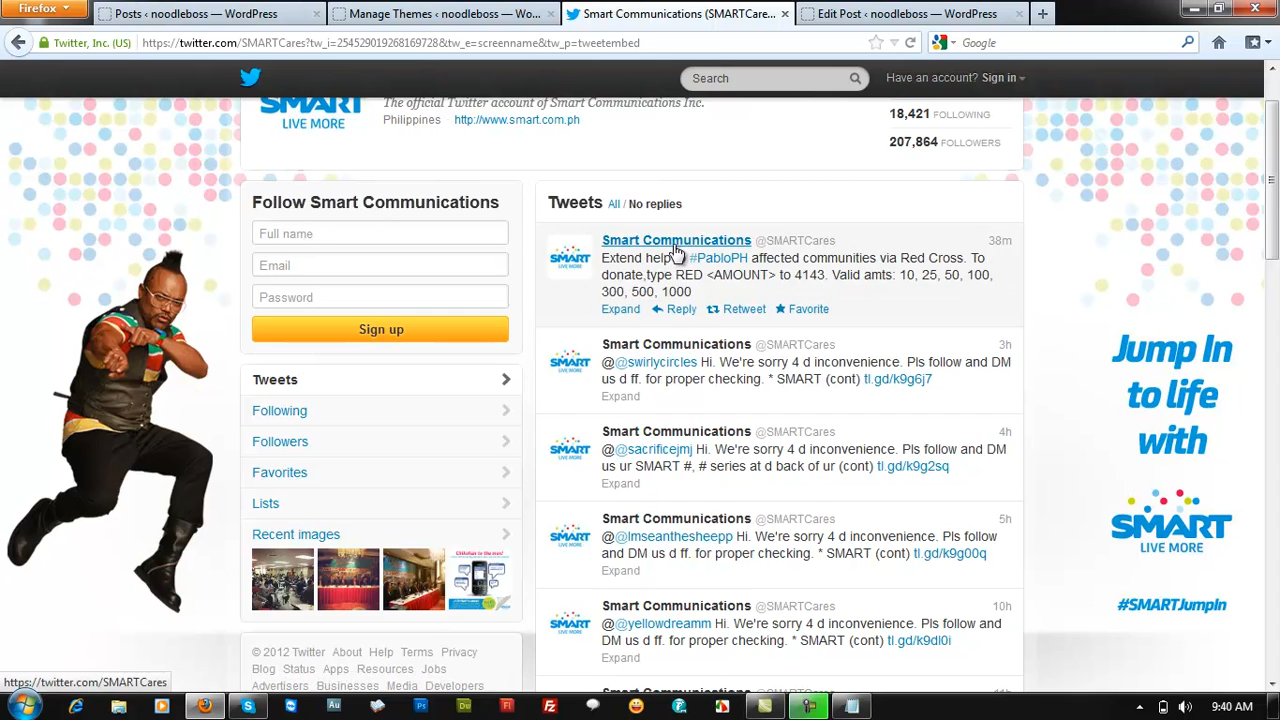 Firefox
Posts ‹ noodleboss — WordPress
Manage Themes ‹ noodleboss — Wo...
Smart Communications (SMARTCare...
Edit Post ‹ noodleboss — WordPress
Twitter, Inc. (US)
https://twitter.com/SMARTCares?tw_i=254529019268169728&tw_e=screenname&tw_p=tweetembed
Google
Search
Have an account? Sign in
SMART
LIVE MORE
The official Twitter account of Smart Communications Inc.
Philippines http://www.smart.com.ph
18,421 FOLLOWING
207,864 FOLLOWERS
Follow Smart Communications
Full name
Email
Password
Sign up
Tweets
Following
Followers
Favorites
Lists
Recent images
© 2012 Twitter About Help Terms Privacy
Blog Status Apps Resources Jobs
Advertisers Businesses Media Developers
Tweets All / No replies
Smart Communications @SMARTCares 38m
Extend help #PabloPH affected communities via Red Cross. To
donate,type RED <AMOUNT> to 4143. Valid amts: 10, 25, 50, 100,
300, 500, 1000
Expand Reply Retweet Favorite
Smart Communications @SMARTCares 3h
@@swirlycircles Hi. We're sorry 4 d inconvenience. Pls follow and DM
us d ff. for proper checking. * SMART (cont) tl.gd/k9g6j7
Expand
Smart Communications @SMARTCares 4h
@@sacrificejmj Hi. We're sorry 4 d inconvenience. Pls follow and DM
us ur SMART #, # series at d back of ur (cont) tl.gd/k9g2sq
Expand
Smart Communications @SMARTCares 5h
@@lmseanthesheepp Hi. We're sorry 4 d inconvenience. Pls follow
and DM us d ff. for proper checking. * SMART (cont) tl.gd/k9g00q
Expand
Smart Communications @SMARTCares 10h
@@yellowdreamm Hi. We're sorry 4 d inconvenience. Pls follow and
DM us d ff. for proper checking. * SMART (cont) tl.gd/k9dl0i
Expand
Jump In
to life
with
SMART
LIVE MORE
#SMARTJumpIn
https://twitter.com/SMARTCares
9:40 AM